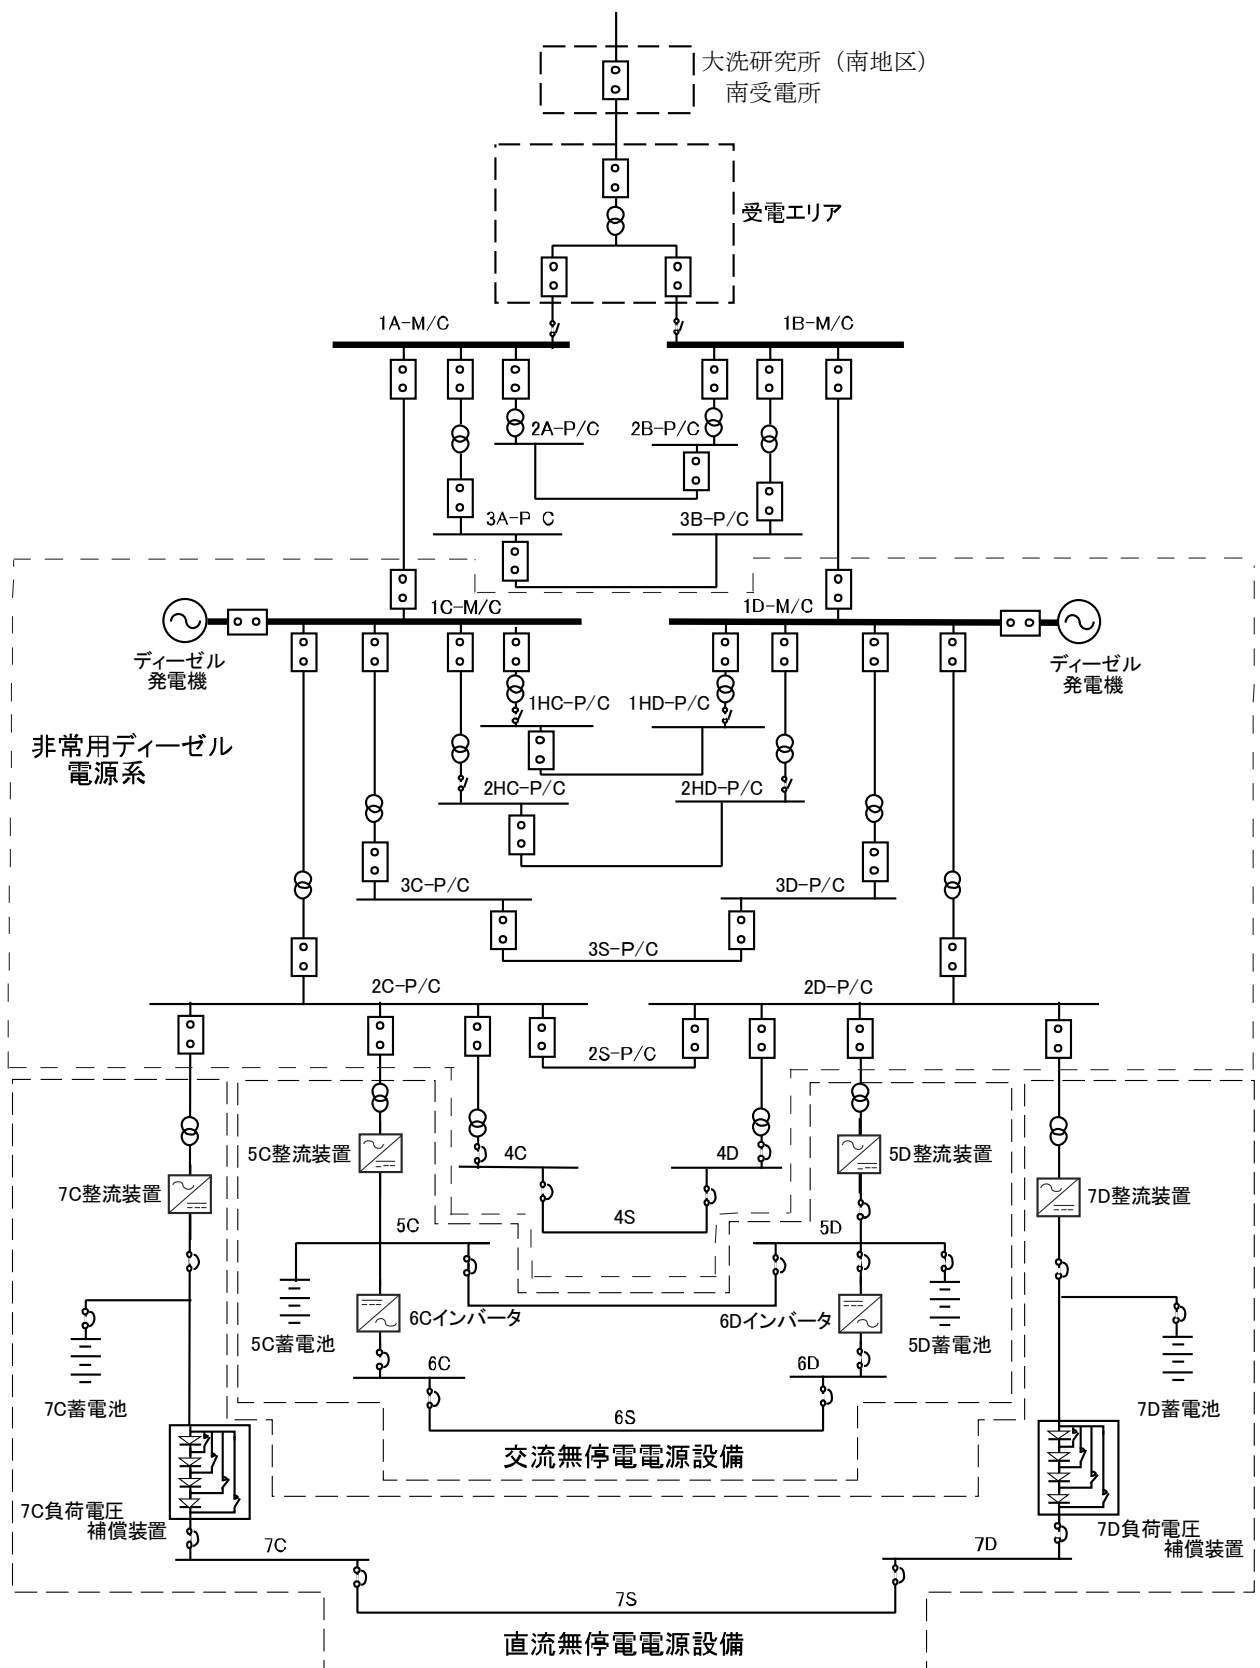 大洗研究所（南地区）
南受電所
受電エリア
1A-M/C
1B-M/C
2A-P/C
2B-P/C
3A-P C
3B-P/C
1C-M/C
1D-M/C
ディーゼル
発電機
ディーゼル
発電機
1HC-P/C
1HD-P/C
非常用ディーゼル
電源系
2HC-P/C
2HD-P/C
3C-P/C
3D-P/C
3S-P/C
2C-P/C
2D-P/C
2S-P/C
5C整流装置
4C
4D
5D整流装置
7C整流装置
7D整流装置
4S
5C
5D
6Cインバータ
6Dインバータ
5C蓄電池
5D蓄電池
6C
6D
7C蓄電池
7D蓄電池
6S
交流無停電電源設備
7C負荷電圧
補償装置
7D負荷電圧
補償装置
7C
7D
7S
直流無停電電源設備